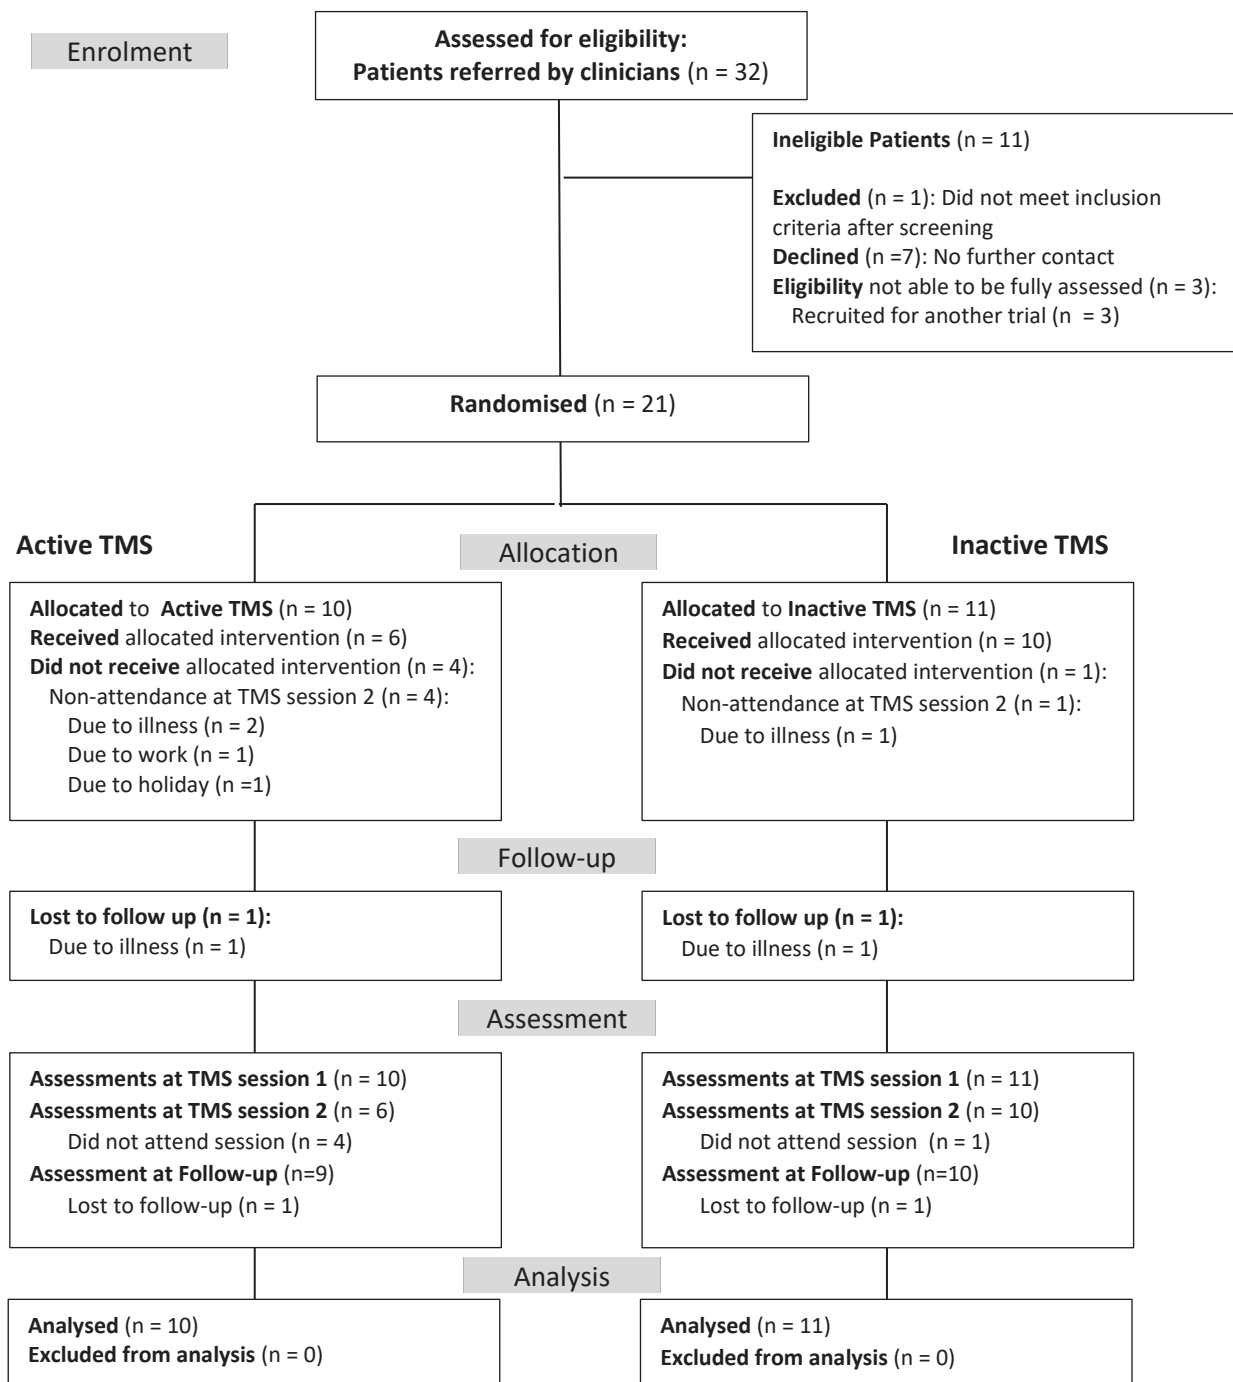 Enrolment
Assessed for eligibility:
Patients referred by clinicians (n = 32)
Ineligible Patients (n = 11)
Excluded (n = 1): Did not meet inclusion
criteria after screening
Declined (n =7): No further contact
Eligibility not able to be fully assessed (n = 3):
Recruited for another trial (n  = 3)
Randomised (n = 21)
Active TMS
Allocation
Inactive TMS
Allocated to  Active TMS (n = 10)
Received allocated intervention (n = 6)
Did not receive allocated intervention (n = 4):
Non-attendance at TMS session 2 (n = 4):
Due to illness (n = 2)
Due to work (n = 1)
Due to holiday (n =1)
Allocated to Inactive TMS (n = 11)
Received allocated intervention (n = 10)
Did not receive allocated intervention (n = 1):
Non-attendance at TMS session 2 (n = 1):
Due to illness (n = 1)
Follow-up
Lost to follow up (n = 1):
Due to illness (n = 1)
Lost to follow up (n = 1):
Due to illness (n = 1)
Assessment
Assessments at TMS session 1 (n = 10)
Assessments at TMS session 2 (n = 6)
Did not attend session (n = 4)
Assessment at Follow-up (n=9)
Lost to follow-up (n = 1)
Assessments at TMS session 1 (n = 11)
Assessments at TMS session 2 (n = 10)
Did not attend session  (n = 1)
Assessment at Follow-up (n=10)
Lost to follow-up (n = 1)
Analysis
Analysed (n = 10)
Excluded from analysis (n = 0)
Analysed (n = 11)
Excluded from analysis (n = 0)